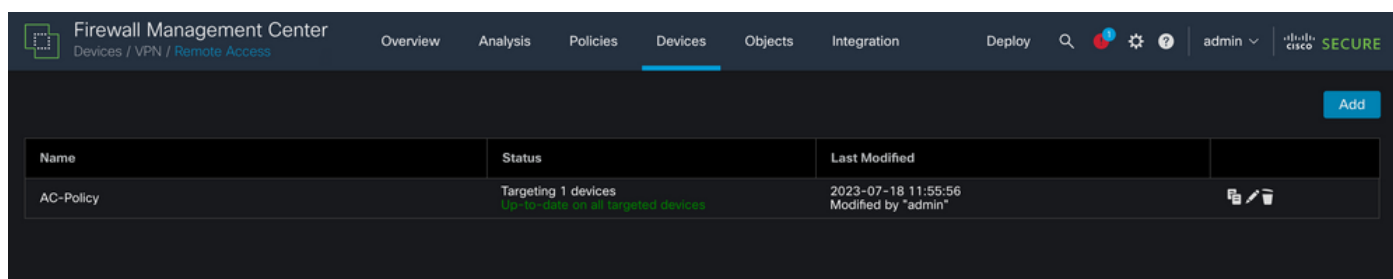 Firewall Management Center
Devices / VPN / Remote Access
Overview Analysis Policies Devices Objects Integration Deploy 1 ? admin cisco SECURE
Add
Name Status Last Modified
AC-Policy Targeting 1 devices 2023-07-18 11:55:56
Up-to-date on all targeted devices Modified by "admin"